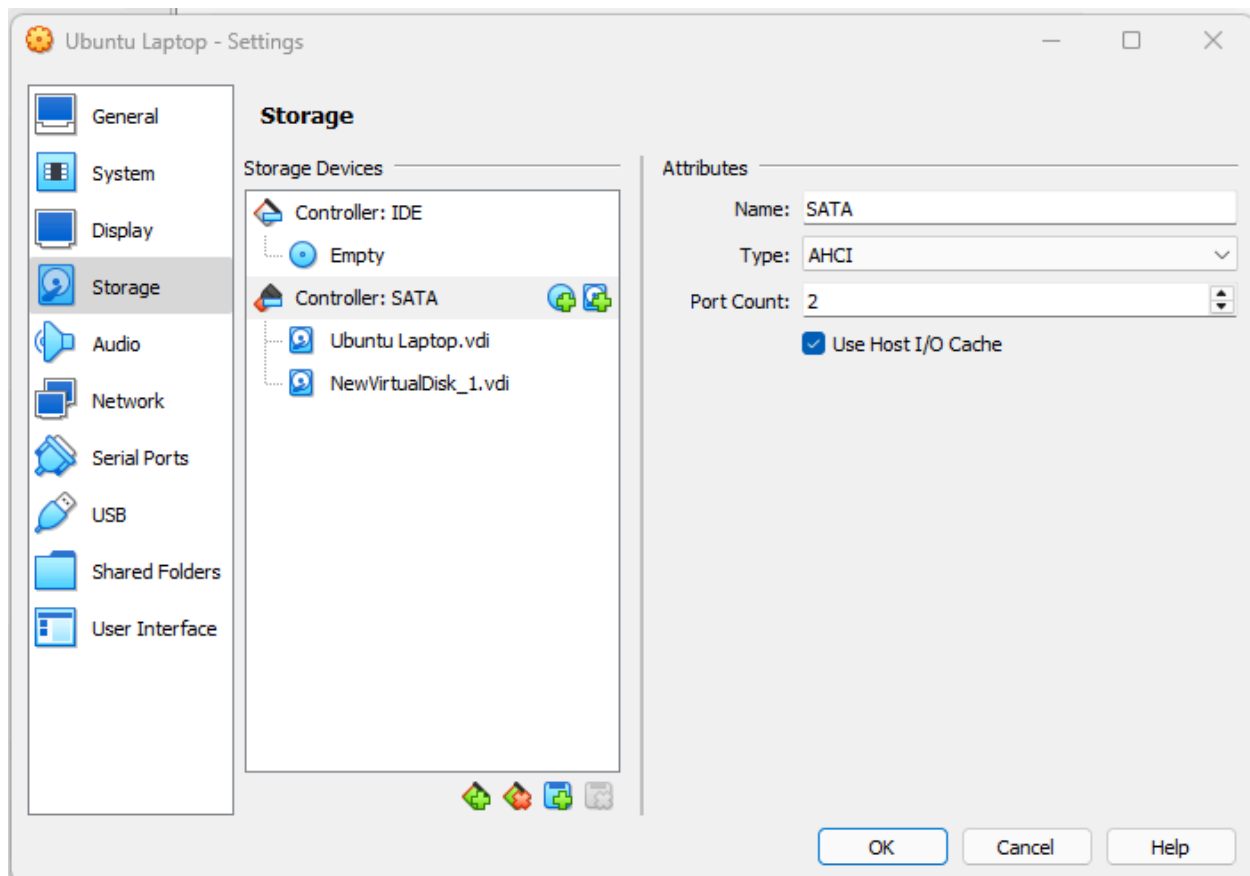 Ubuntu Laptop - Settings
General
System
Display
Storage
Audio
Network
Serial Ports
USB
Shared Folders
User Interface
Storage
Storage Devices
Controller: IDE
Empty
Controller: SATA
Ubuntu Laptop.vdi
NewVirtualDisk_1.vdi
Attributes
Name: SATA
Type: AHCI
Port Count: 2
Use Host I/O Cache
OK Cancel Help